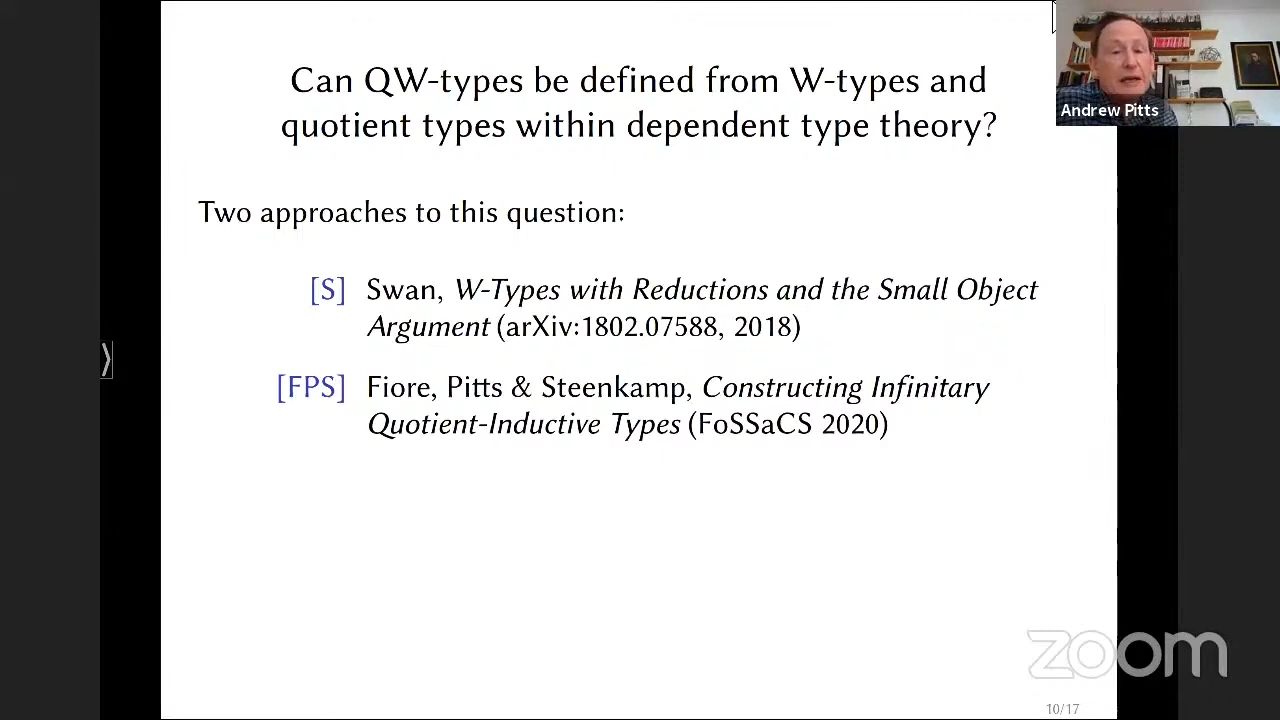 Can QW-types be defined from W-types and
quotient types within dependent type theory?
Andrew Pitts
Two approaches to this question:
[S] Swan, W-Types with Reductions and the Small Object
Argument (arXiv:1802.07588, 2018)
[FPS] Fiore, Pitts & Steenkamp, Constructing Infinitary
Quotient-Inductive Types (FoSSaCS 2020)
zoom
10/17